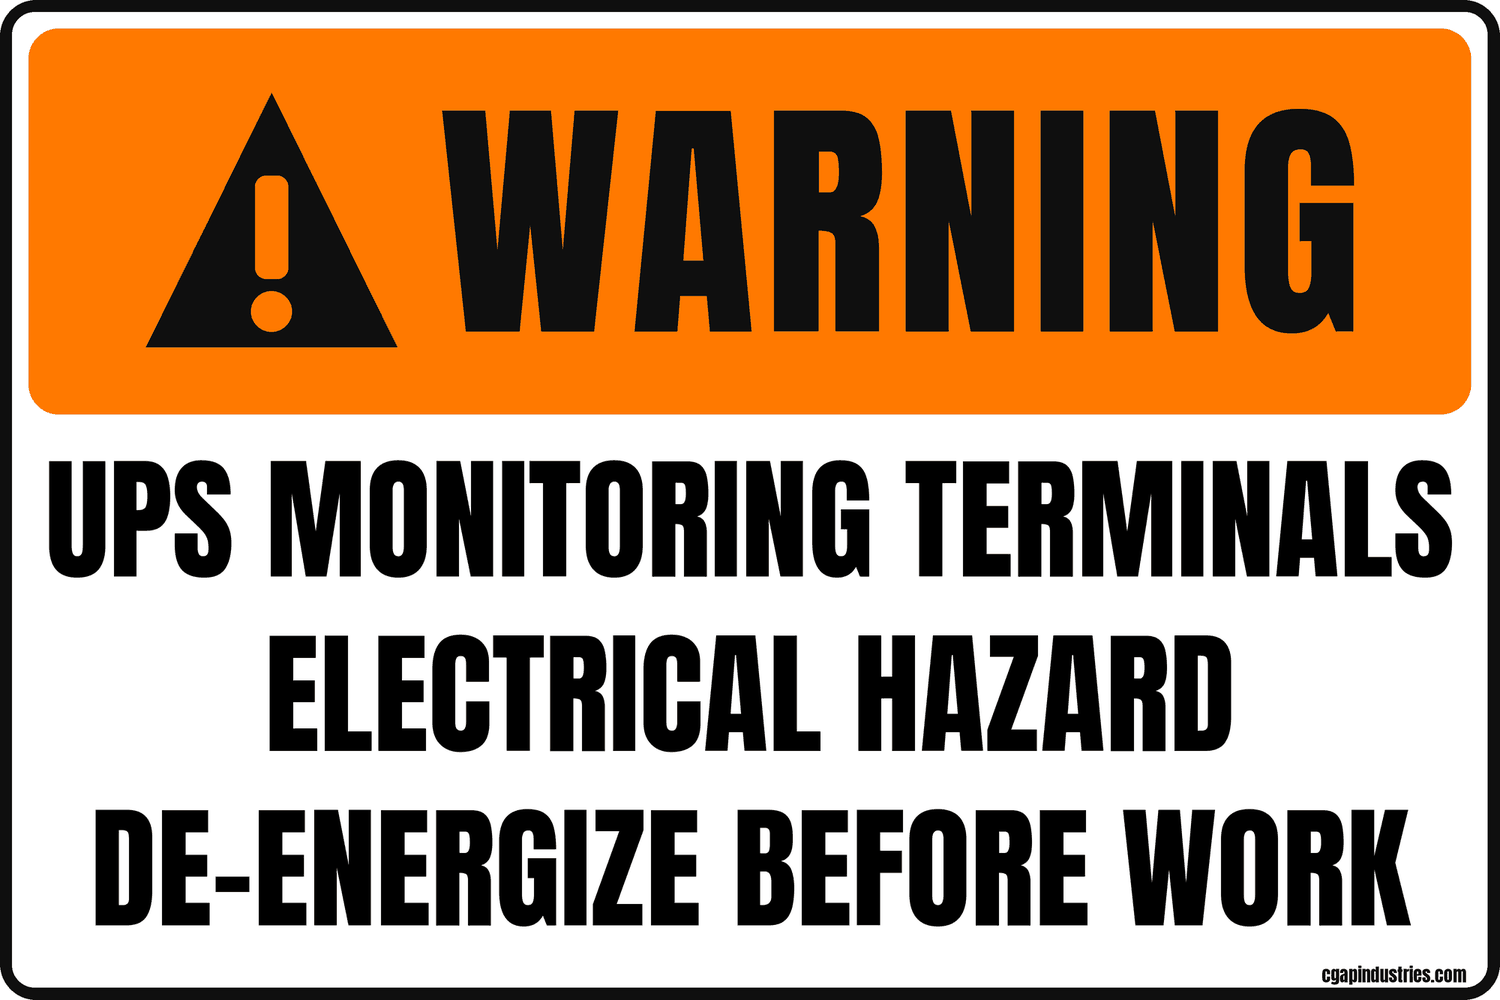 WARNING
UPS MONITORING TERMINALS
ELECTRICAL HAZARD
DE-ENERGIZE BEFORE WORK
cgapindustries.com